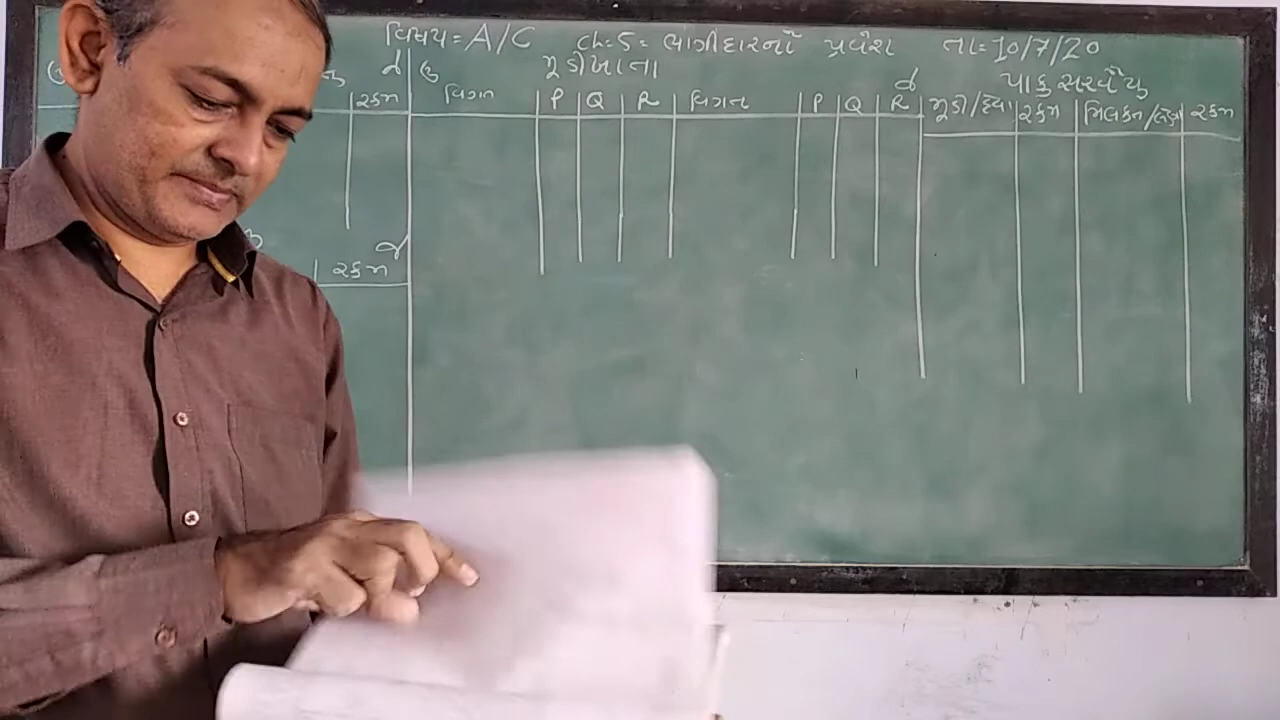 વિષય = A/C ch = 5 = ભાગીદારનો પ્રવેશ તા = 10/7/20
ઉ મૂડીખાતા જ પાકુ સરવૈયુ
જ
રકમ વિગત P Q R વિગત P Q R મૂડી/દેવા રકમ મિલકત/લેણા રકમ
જ
રકમ